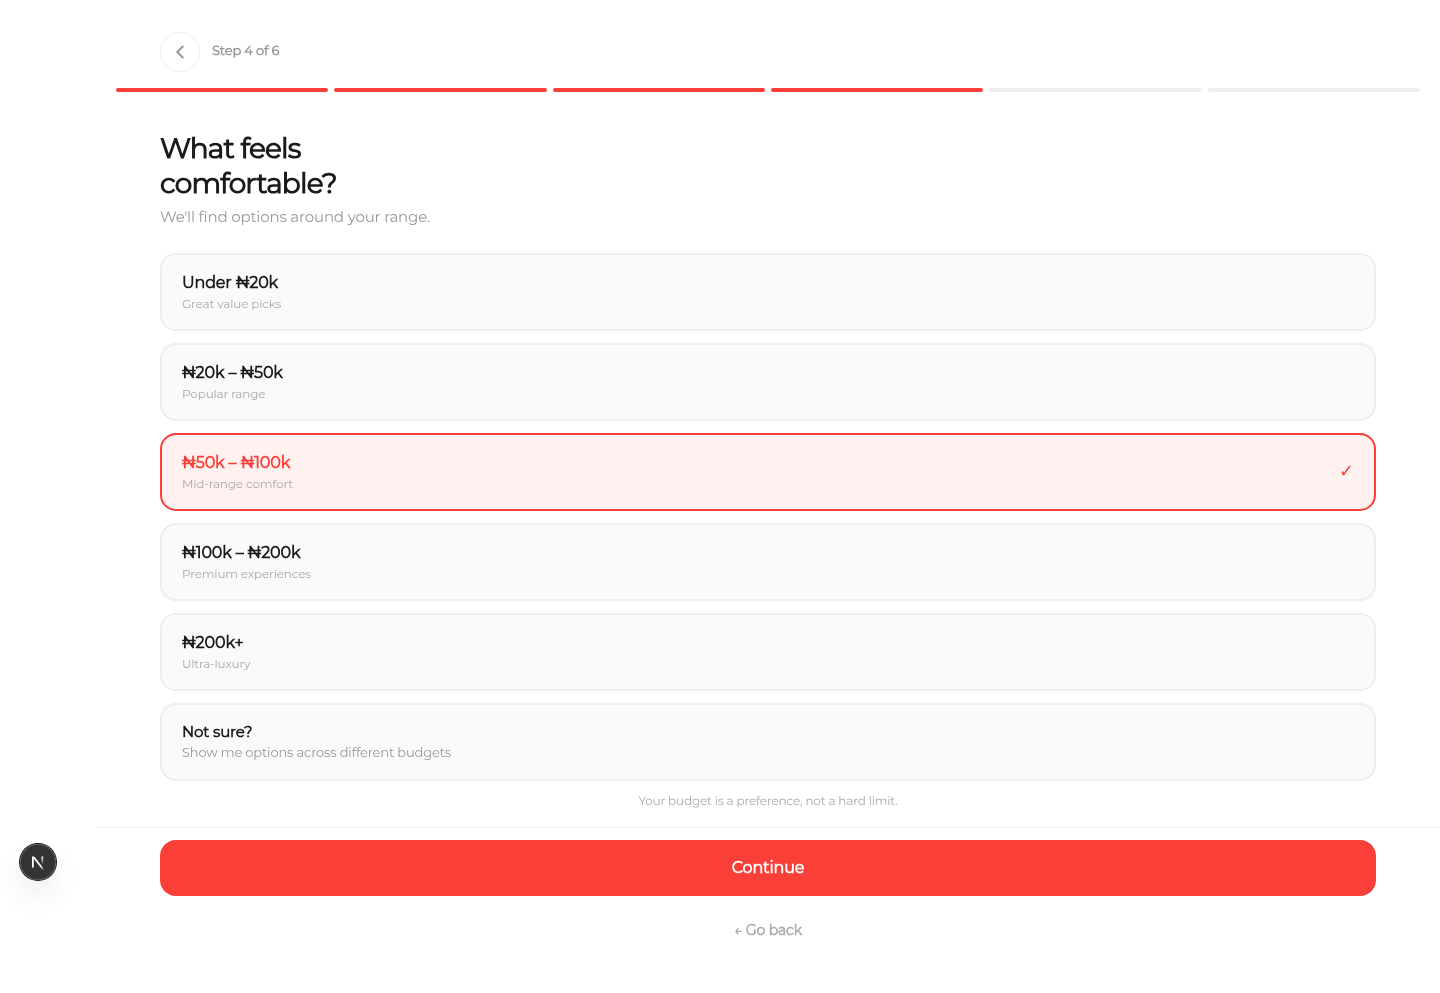 Step 4 of 6
What feels
comfortable?
We'll find options around your range.
Under ₦20k
Great value picks
₦20k – ₦50k
Popular range
₦50k – ₦100k
Mid-range comfort
✓
₦100k – ₦200k
Premium experiences
₦200k+
Ultra-luxury
Not sure?
Show me options across different budgets
Your budget is a preference, not a hard limit.
N
Continue
← Go back